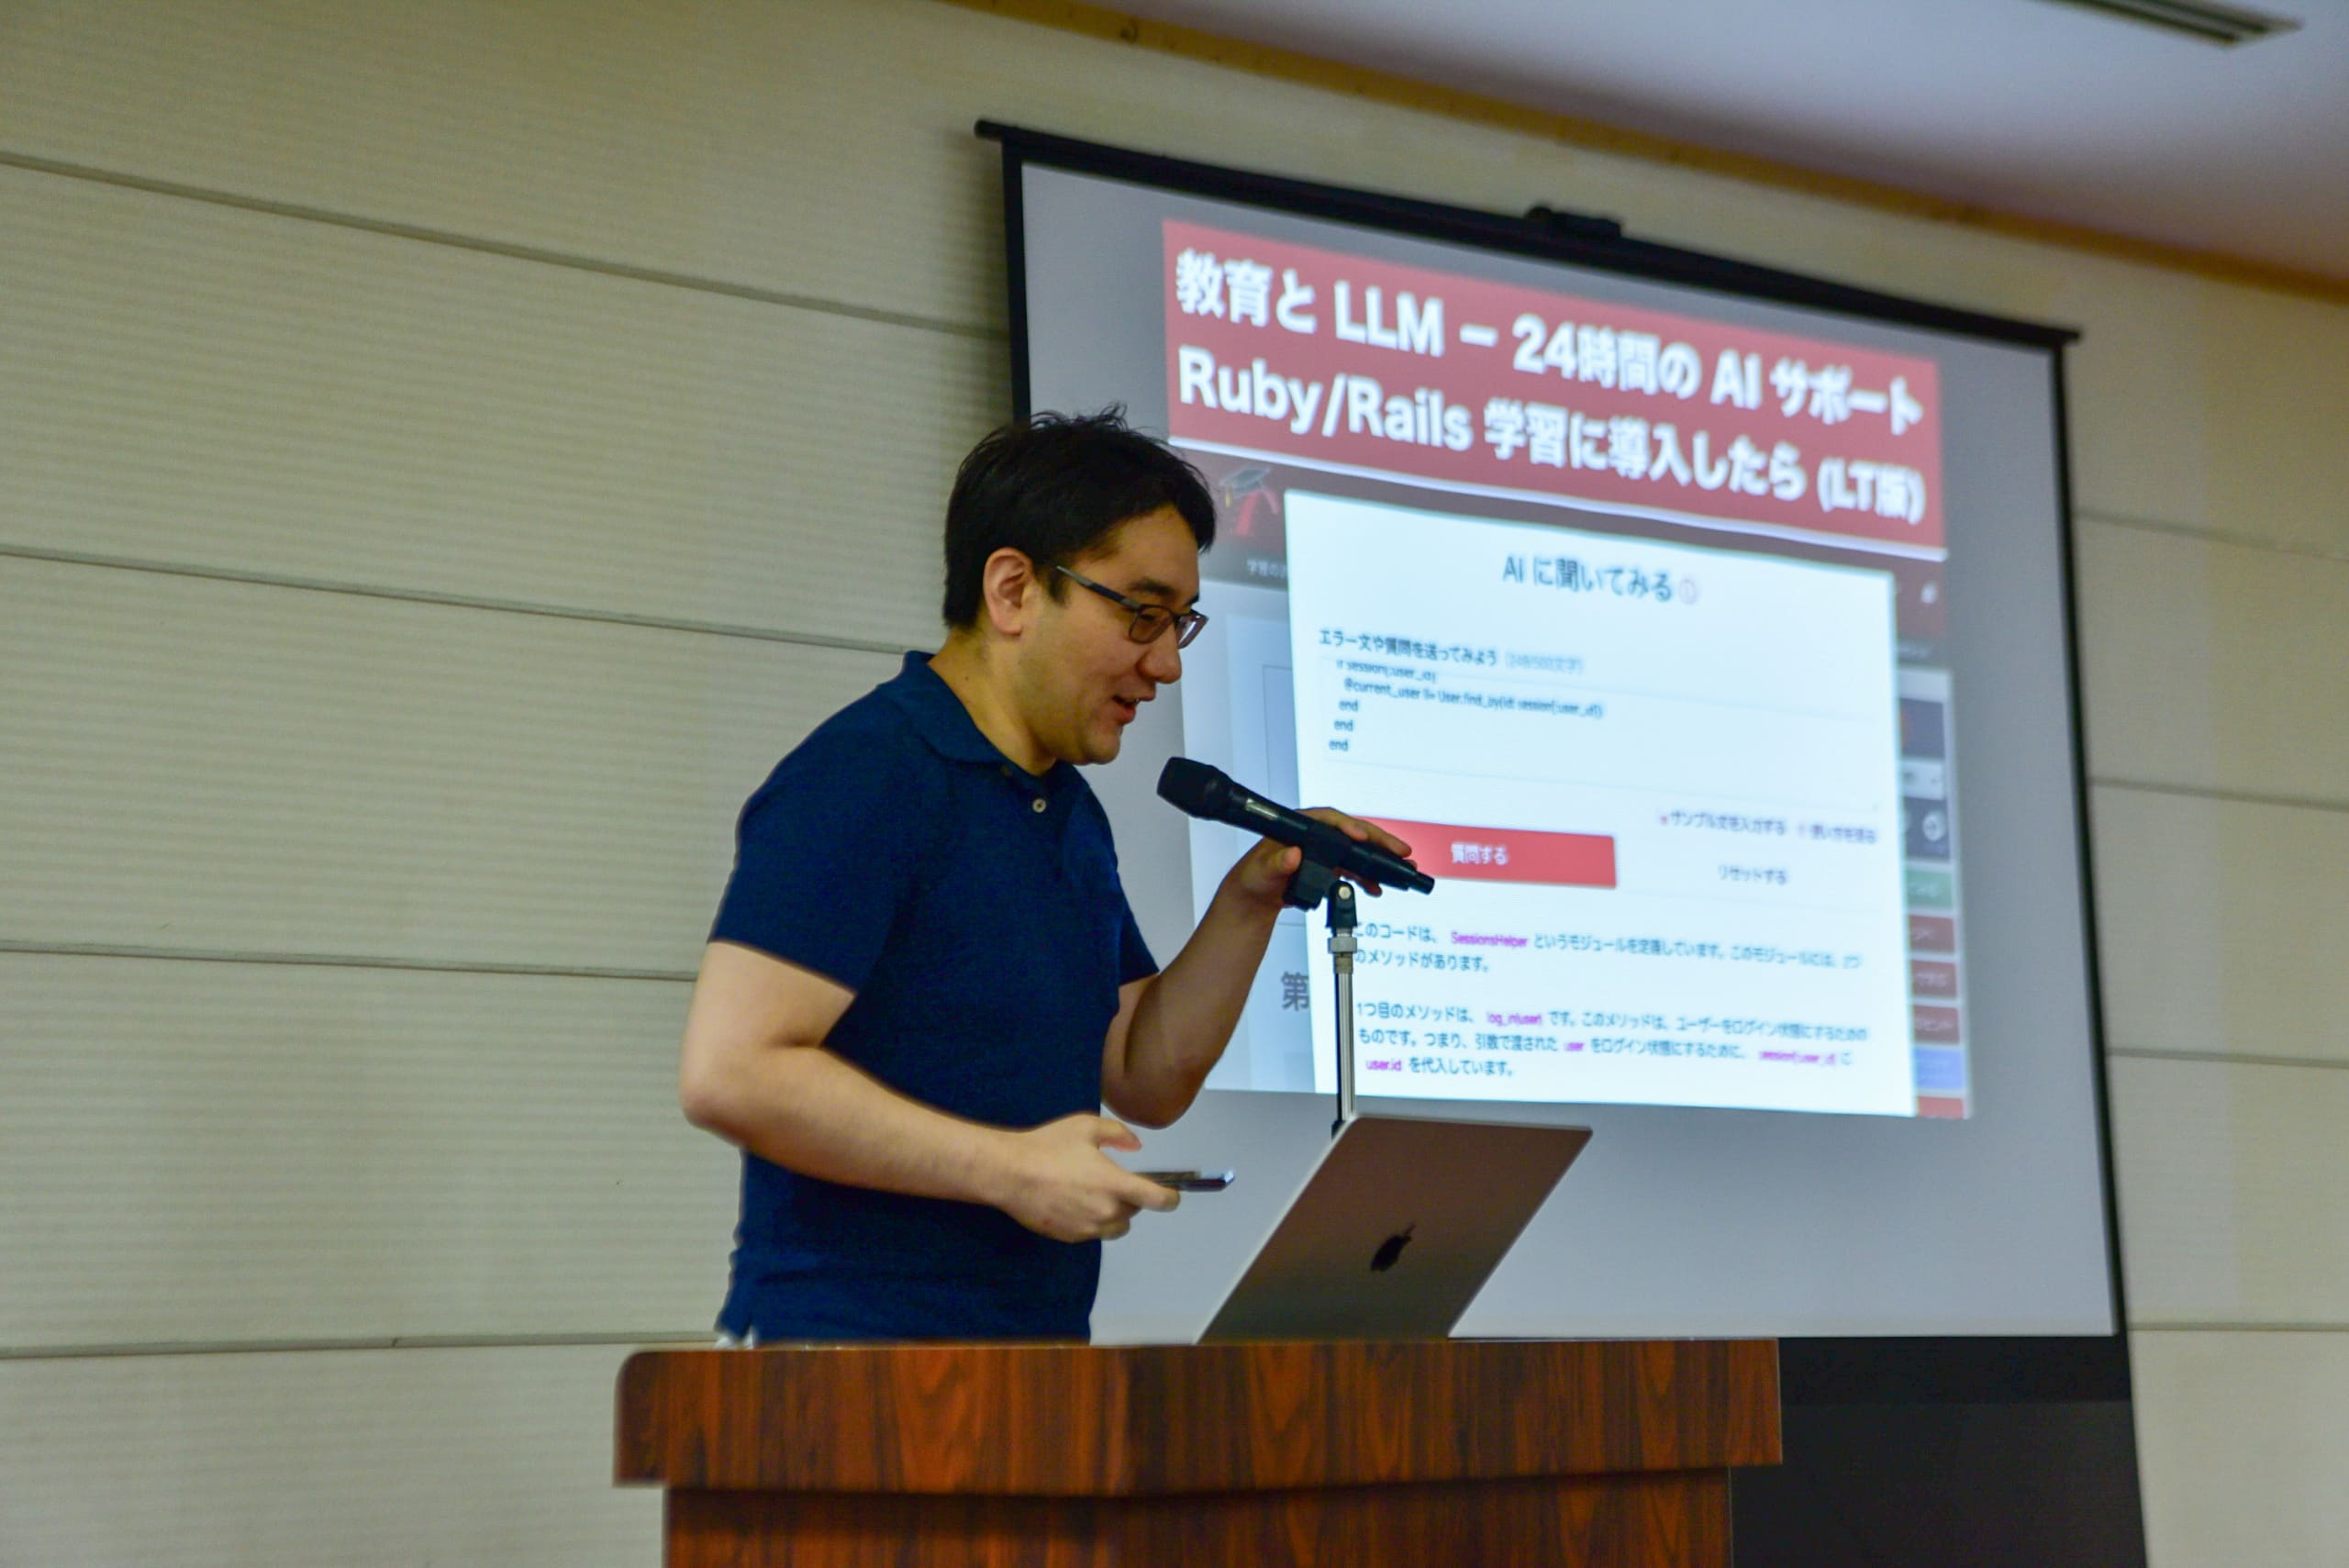 教育と LLM − 24時間の AI サポート
Ruby/Rails 学習に導入したら (LT版)
AI に聞いてみる
エラー文や質問を送ってみよう
if session[:user_id]
@current_user ||= User.find_by(id: session[:user_id])
end
end
end
サンプル文を入力する 使い方を見る
質問する
リセットする
このコードは、 SessionsHelper というモジュールを定義しています。このモジュールには、2つ
のメソッドがあります。
第
1つ目のメソッドは、 log_in(user) です。このメソッドは、ユーザーをログイン状態にするための
ものです。つまり、引数で渡された user をログイン状態にするために、 session[:user_id] に
user.id を代入しています。